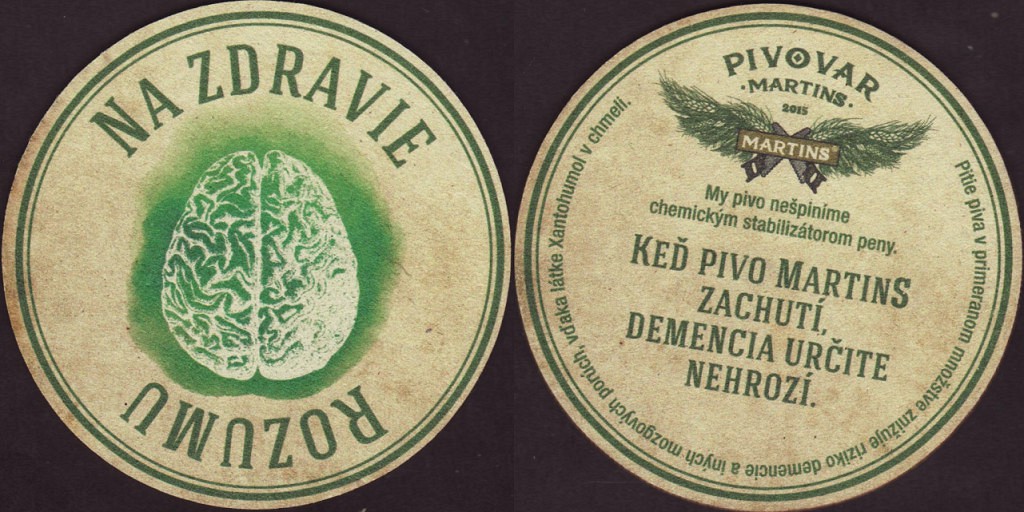 NA ZDRAVIE
ROZUMU
PIVOVAR
·MARTINS·
2015
MARTINS
My pivo nešpiníme
chemickým stabilizátorom peny.
KEĎ PIVO MARTINS
ZACHUTÍ,
DEMENCIA URČITE
NEHROZÍ.
Pitie piva v primeranom množstve znižuje riziko demencie a iných mozgových porúch, vďaka látke Xantohumol v chmeli.